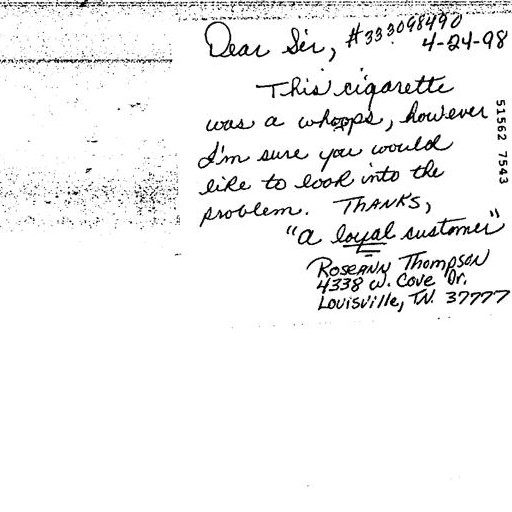 Dear Sir, #333098490
4-24-98
This cigarette
was a whoops, however
I'm sure you would
like to look into the
problem. THANKS,
"a loyal customer"
ROSEANN Thompson
4338 W. Cove Dr.
Louisville, TN. 37777
51562 7543